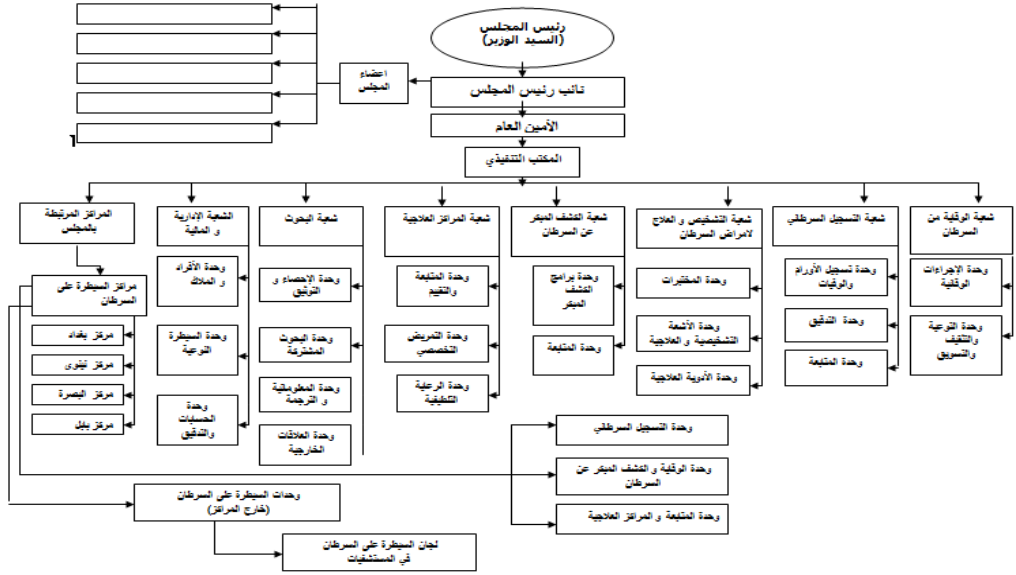 رئيس المجلس
(السيد الوزير)
اعضاء
المجلس
نائب رئيس المجلس
الأمين العام
المكتب التنفيذي
شعبة الوقاية من
السرطان
وحدة الإجراءات
الوقائية
وحدة التوعية
والتثقيف
والتسويق
شعبة التسجيل السرطاني
وحدة تسجيل الأورام
والوفيات
وحدة التدقيق
وحدة المتابعة
شعبة التشخيص و العلاج
لامراض السرطان
وحدة المختبرات
وحدة الأشعة
التشخيصية و العلاجية
وحدة الأدوية العلاجية
شعبة الكشف المبكر
عن السرطان
وحدة برامج
الكشف
المبكر
وحدة المتابعة
شعبة المراكز العلاجية
وحدة المتابعة
والتقييم
وحدة التمريض
التخصصي
وحدة الرعاية
التلطيفية
شعبة البحوث
وحدة الإحصاء و
التوثيق
وحدة البحوث
المشتركة
وحدة المعلوماتية
و الترجمة
وحدة العلاقات
الخارجية
الشعبة الإدارية
و المالية
وحدة الأفراد
و الملاك
وحدة السيطرة
النوعية
وحدة
الحسابات
والتدقيق
المراكز المرتبطة
بالمجلس
مراكز السيطرة على
السرطان
مركز بغداد
مركز نينوى
مركز البصرة
مركز بابل
وحدة التسجيل السرطاني
وحدة الوقاية و الكشف المبكر عن
السرطان
وحدة المتابعة و المراكز العلاجية
وحدات السيطرة على السرطان
(خارج المراكز)
لجان السيطرة على السرطان
في المستشفيات